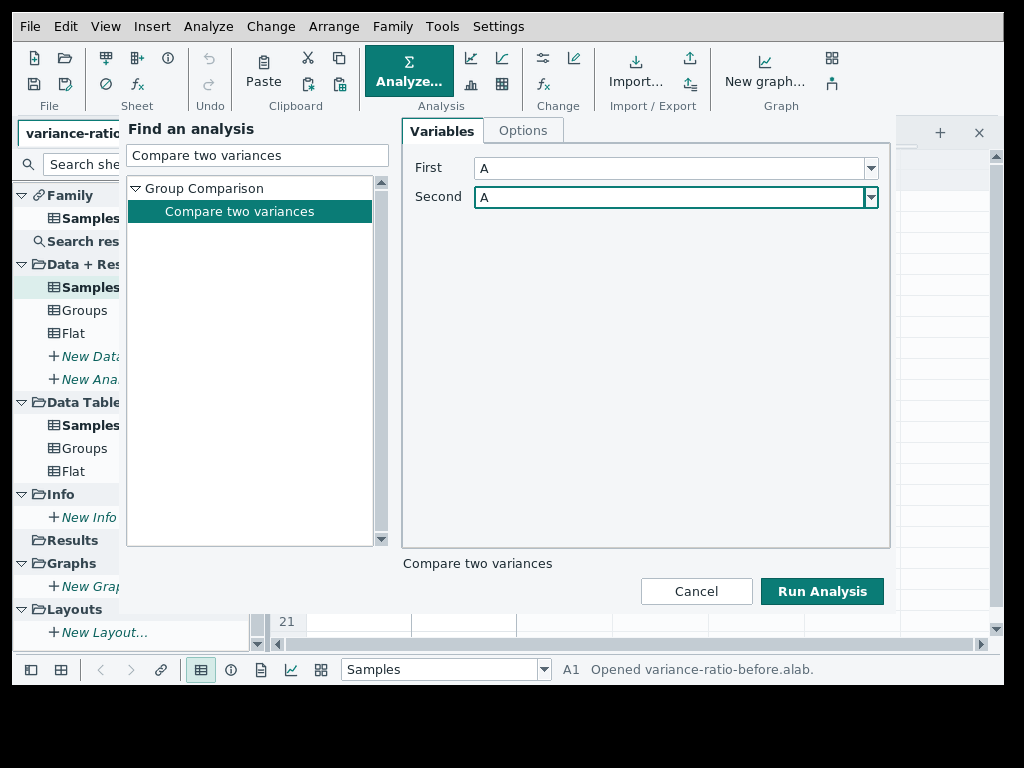 File Edit View Insert Analyze Change Arrange Family Tools Settings
Paste
Analyze...
Import...
New graph...
File Sheet Undo Clipboard Analysis Change Import / Export Graph
variance-ratio
Search she
Family
Samples
Search res
Data + Res
Samples
Groups
Flat
New Data
New Ana
Data Table
Samples
Groups
Flat
Info
New Info
Results
Graphs
New Grap
Layouts
New Layout...
Find an analysis
Compare two variances
Group Comparison
Compare two variances
Variables Options
First A
Second A
Compare two variances
Cancel Run Analysis
21
Samples A1 Opened variance-ratio-before.alab.